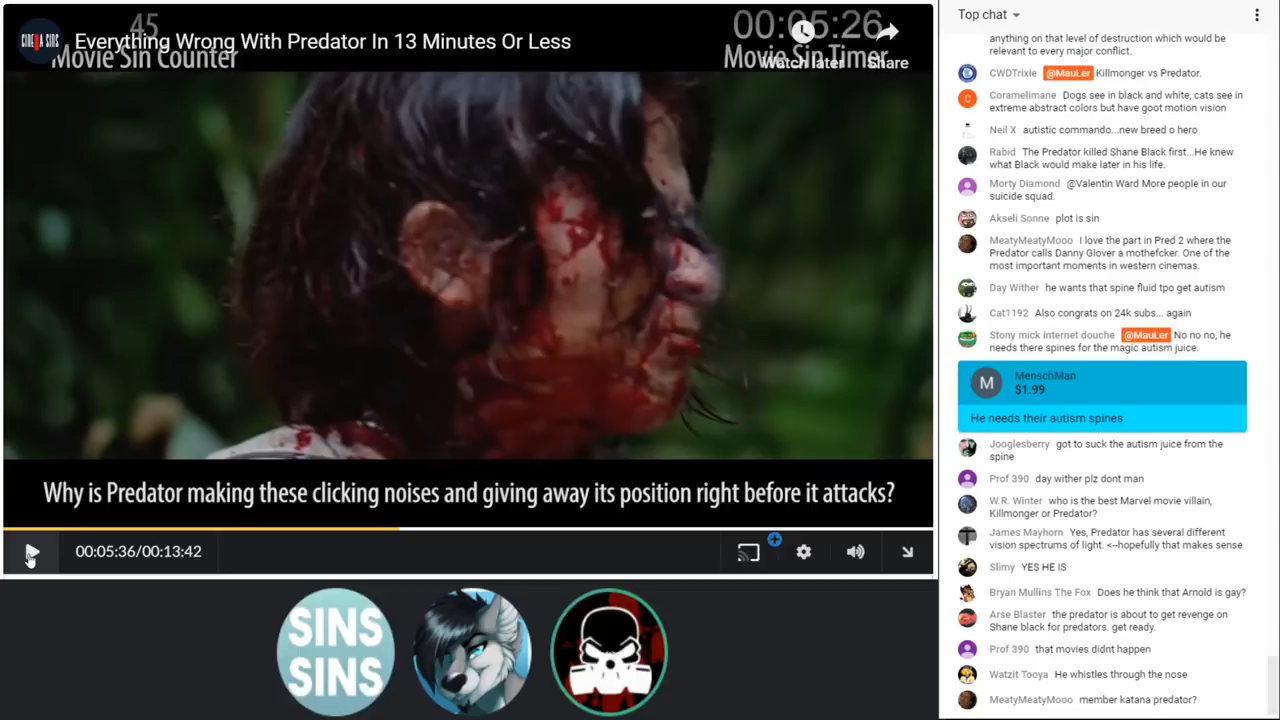 45
Movie Sin Counter
CINEMA SINS
Everything Wrong With Predator In 13 Minutes Or Less
00:05:26
Movie Sin Timer
Watch later
Share
Why is Predator making these clicking noises and giving away its position right before it attacks?
00:05:36/00:13:42
SINS
SINS
Top chat
anything on that level of destruction which would be
relevant to every major conflict.
CWDTrixie @MauLer Killmonger vs Predator.
C
Coramelimane Dogs see in black and white, cats see in
extreme abstract colors but have goot motion vision
Neil X autistic commando...new breed o hero
Rabid The Predator killed Shane Black first...He knew
what Black would make later in his life.
Morty Diamond @Valentin Ward More people in our
suicide squad.
Akseli Sonne plot is sin
MeatyMeatyMooo I love the part in Pred 2 where the
Predator calls Danny Glover a mothefcker. One of the
most important moments in western cinemas.
Day Wither he wants that spine fluid tpo get autism
Cat1192 Also congrats on 24k subs... again
Stony mick internet douche @MauLer No no no, he
needs there spines for the magic autism juice.
M
MenschMan
$1.99
He needs their autism spines
Jooglesberry got to suck the autism juice from the
spine
Prof 390 day wither plz dont man
W.R. Winter who is the best Marvel movie villain,
Killmonger or Predator?
James Mayhorn Yes, Predator has several different
vision spectrums of light. <--hopefully that makes sense
Slimy YES HE IS
Bryan Mullins The Fox Does he think that Arnold is gay?
Arse Blaster the predator is about to get revenge on
Shane black for predators. get ready.
Prof 390 that movies didnt happen
Watzit Tooya He whistles through the nose
MeatyMeatyMooo member katana predator?